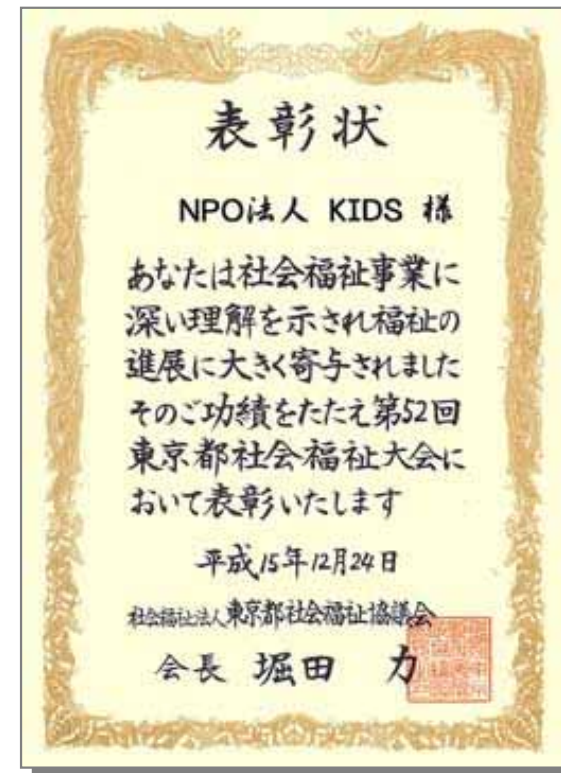 表彰状
NPO法人 KIDS 様
あなたは社会福祉事業に
深い理解を示され福祉の
進展に大きく寄与されました
そのご功績をたたえ第52回
東京都社会福祉大会に
おいて表彰いたします
平成15年12月24日
社会福祉法人東京都社会福祉協議会
会長 堀田 力